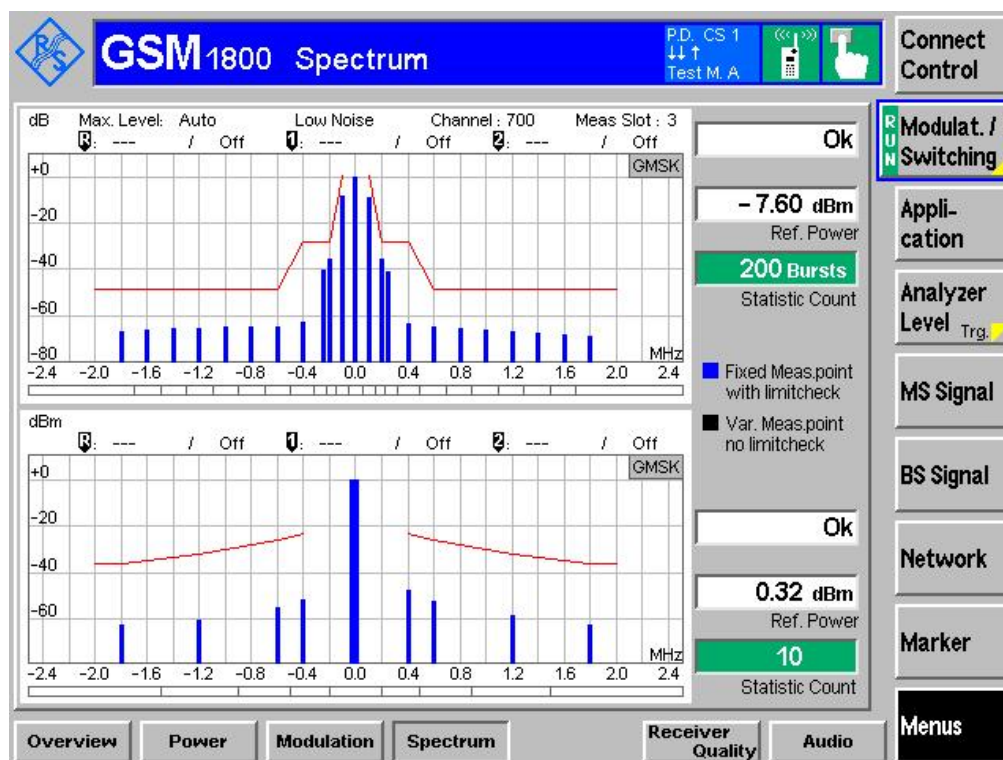 R&S
GSM 1800 Spectrum
P.D. CS 1
↓↓↑
Test M. A
Connect
Control
dB Max. Level: Auto Low Noise Channel : 700 Meas Slot : 3
R: --- / Off 1: --- / Off 2: --- / Off
GMSK
+0
-20
-40
-60
-80
MHz
-2.4 -2.0 -1.6 -1.2 -0.8 -0.4 0.0 0.4 0.8 1.2 1.6 2.0 2.4
Ok
- 7.60 dBm
Ref. Power
200 Bursts
Statistic Count
Fixed Meas.point
with limitcheck
Var. Meas.point
no limitcheck
dBm
R: --- / Off 1: --- / Off 2: --- / Off
GMSK
+0
-20
-40
-60
MHz
-2.4 -2.0 -1.6 -1.2 -0.8 -0.4 0.0 0.4 0.8 1.2 1.6 2.0 2.4
Ok
0.32 dBm
Ref. Power
10
Statistic Count
RUN
Modulat. /
Switching
Appli-
cation
Analyzer
Level Trg.
MS Signal
BS Signal
Network
Marker
Menus
Overview Power Modulation Spectrum Receiver Quality Audio